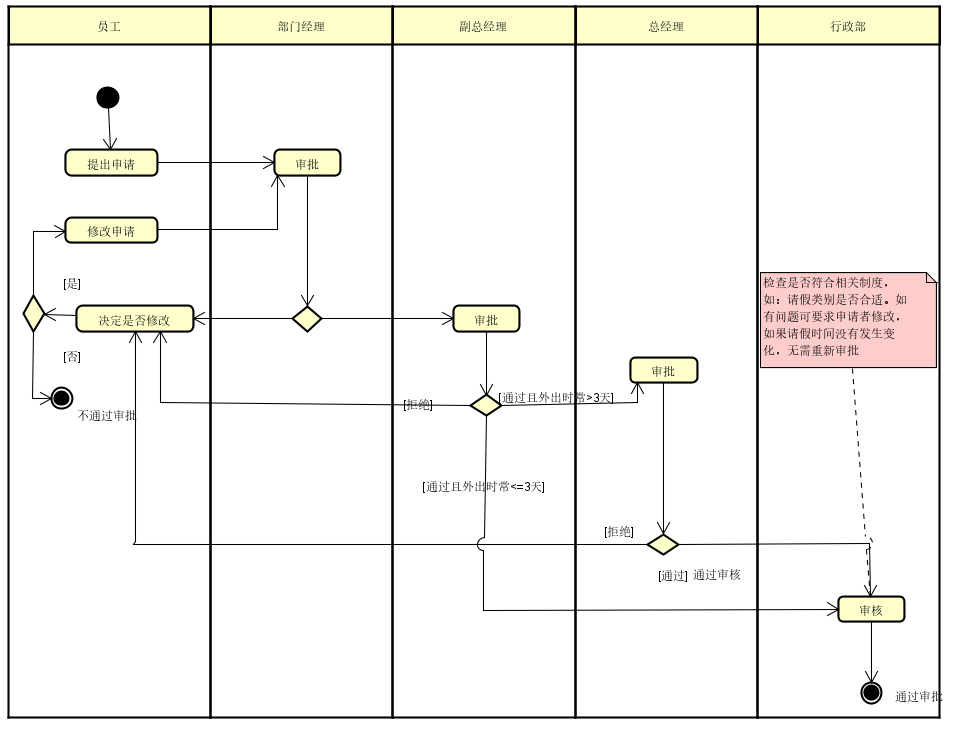 员工
部门经理
副总经理
总经理
行政部
提出申请
审批
修改申请
[是]
检查是否符合相关制度，
如：请假类别是否合适。如
有问题可要求申请者修改，
如果请假时间没有发生变
化，无需重新审批
决定是否修改
审批
[否]
审批
不通过审批
[拒绝]
[通过且外出时常>3天]
[通过且外出时常<=3天]
[拒绝]
[通过]
通过审核
审核
通过审批